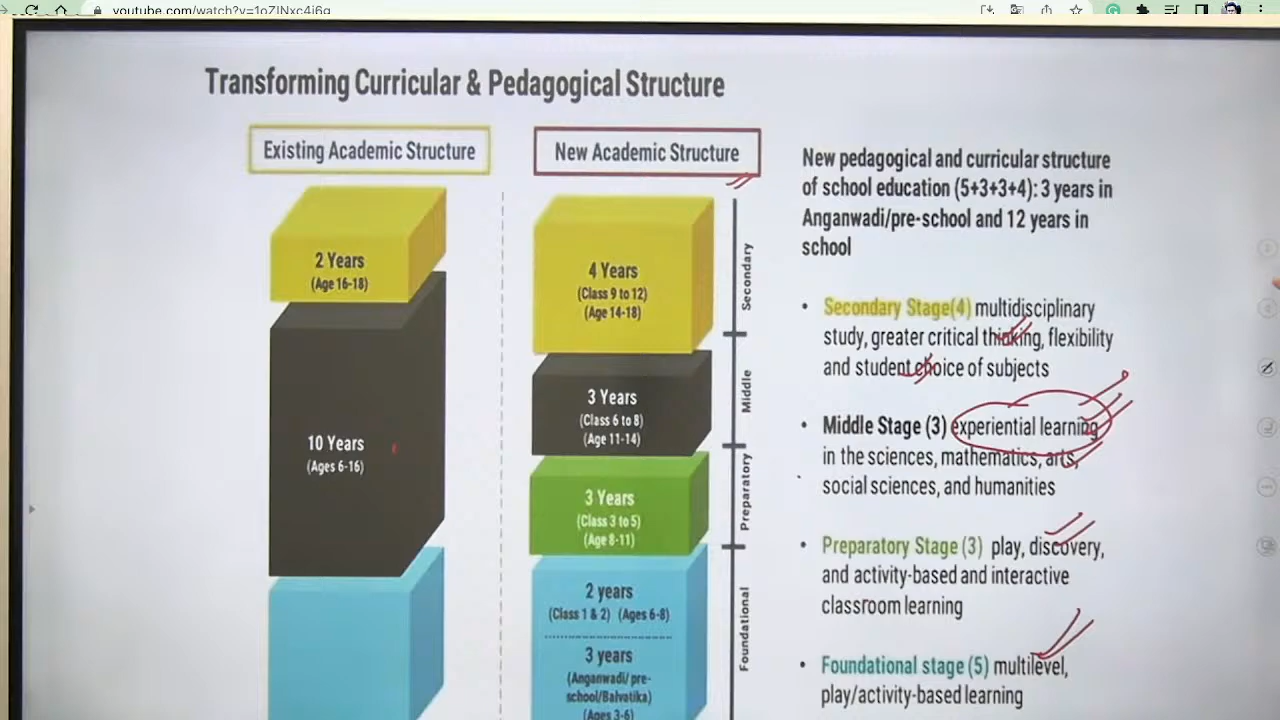 Transforming Curricular & Pedagogical Structure
Existing Academic Structure
2 Years
(Age 16-18)
10 Years
(Ages 6-16)
New Academic Structure
4 Years
(Class 9 to 12)
(Age 14-18)
3 Years
(Class 6 to 8)
(Age 11-14)
3 Years
(Class 3 to 5)
(Age 8-11)
2 years
(Class 1 & 2) (Ages 6-8)
3 years
(Anganwadi/ pre-
school/Balvatika)
(Ages 3-6)
Secondary
Middle
Preparatory
Foundational
New pedagogical and curricular structure
of school education (5+3+3+4): 3 years in
Anganwadi/pre-school and 12 years in
school
• Secondary Stage(4) multidisciplinary
study, greater critical thinking, flexibility
and student choice of subjects
• Middle Stage (3) experiential learning
in the sciences, mathematics, arts,
social sciences, and humanities
• Preparatory Stage (3) play, discovery,
and activity-based and interactive
classroom learning
• Foundational stage (5) multilevel,
play/activity-based learning